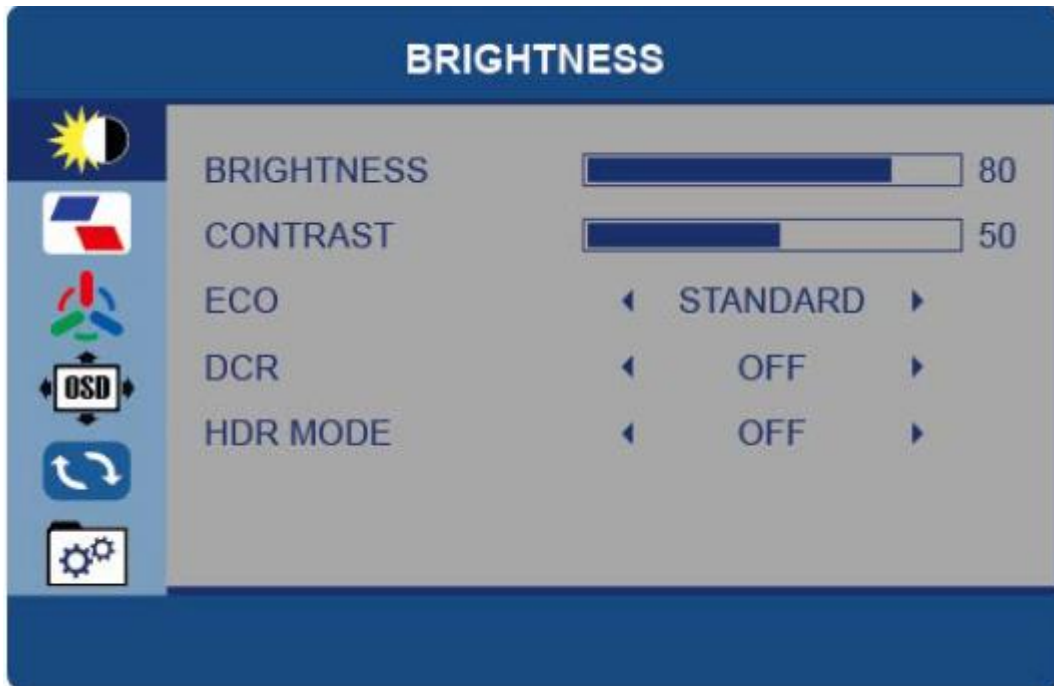 BRIGHTNESS
BRIGHTNESS 80
CONTRAST 50
ECO STANDARD
DCR OFF
OSD
HDR MODE OFF